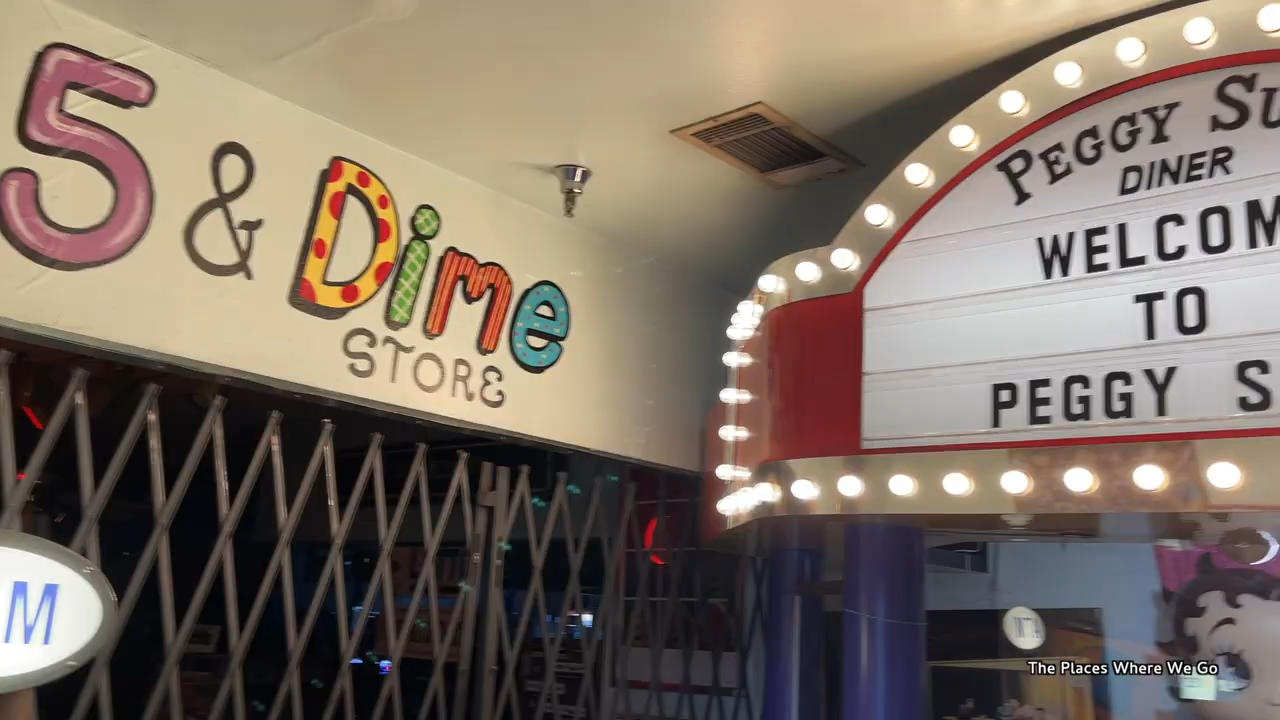 5 & Dime
STORE
PEGGY SU
DINER
WELCOM
TO
PEGGY S
M
The Places Where We Go